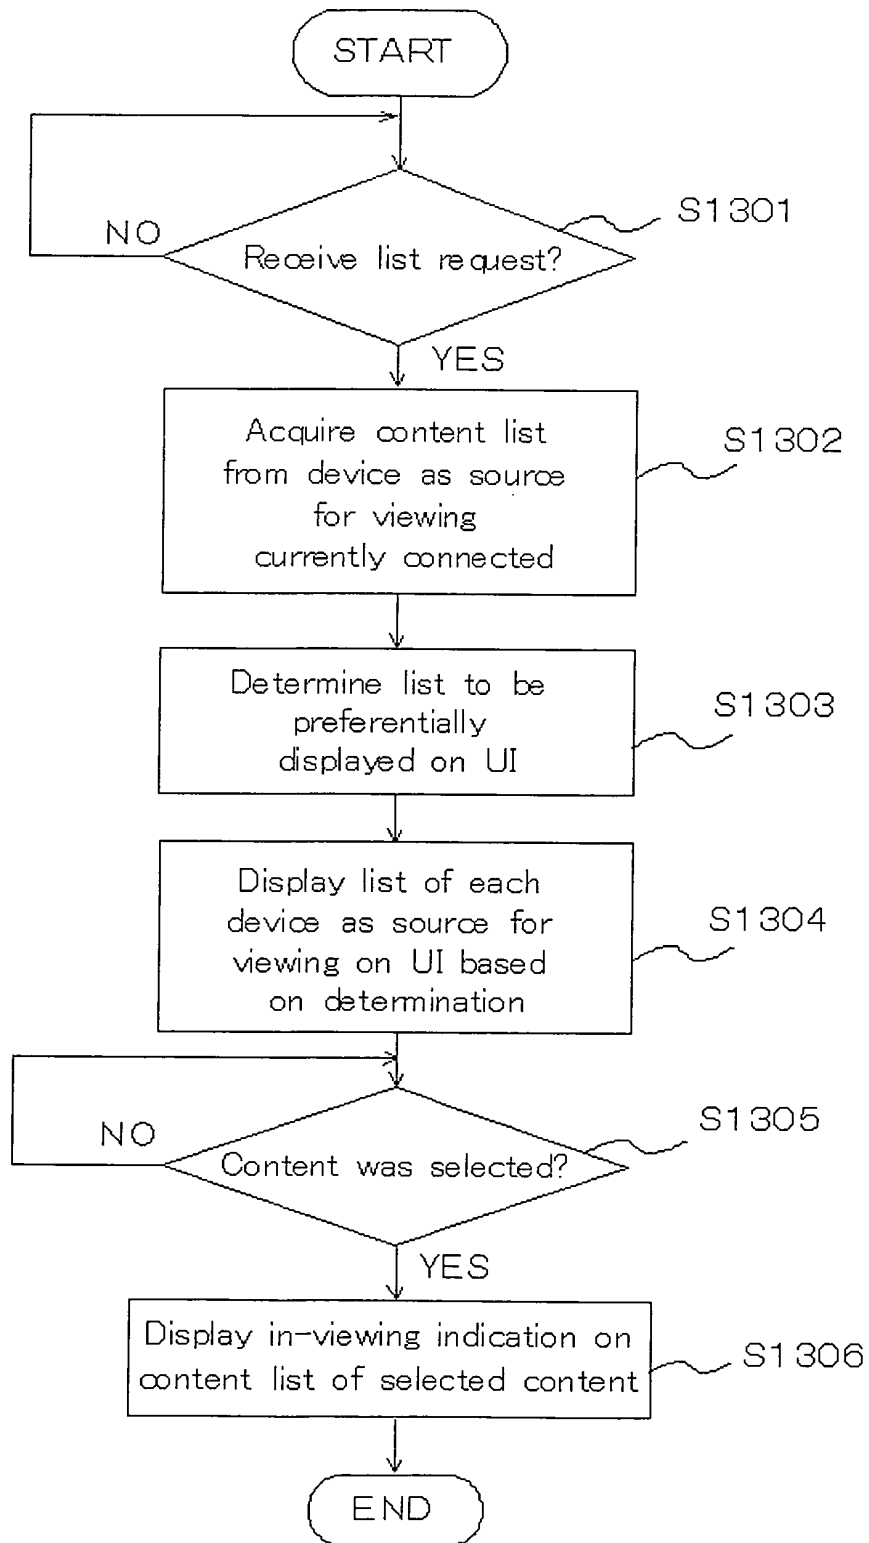 START
NO
Receive list request?
S1301
YES
Acquire content list
from device as source
for viewing
currently connected
S1302
Determine list to be
preferentially
displayed on UI
S1303
Display list of each
device as source for
viewing on UI based
on determination
S1304
NO
Content was selected?
S1305
YES
Display in-viewing indication on
content list of selected content
S1306
END